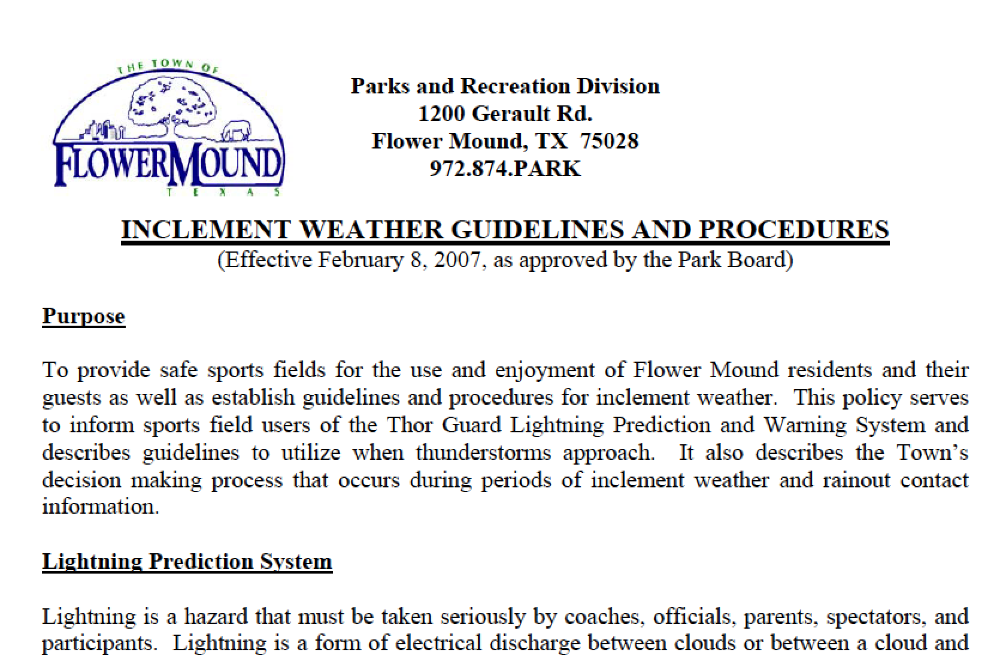 THE TOWN OF
FLOWER MOUND
TEXAS
Parks and Recreation Division
1200 Gerault Rd.
Flower Mound, TX  75028
972.874.PARK
INCLEMENT WEATHER GUIDELINES AND PROCEDURES
(Effective February 8, 2007, as approved by the Park Board)
Purpose
To provide safe sports fields for the use and enjoyment of Flower Mound residents and their
guests as well as establish guidelines and procedures for inclement weather.  This policy serves
to inform sports field users of the Thor Guard Lightning Prediction and Warning System and
describes guidelines to utilize when thunderstorms approach.  It also describes the Town's
decision making process that occurs during periods of inclement weather and rainout contact
information.
Lightning Prediction System
Lightning is a hazard that must be taken seriously by coaches, officials, parents, spectators, and
participants.  Lightning is a form of electrical discharge between clouds or between a cloud and